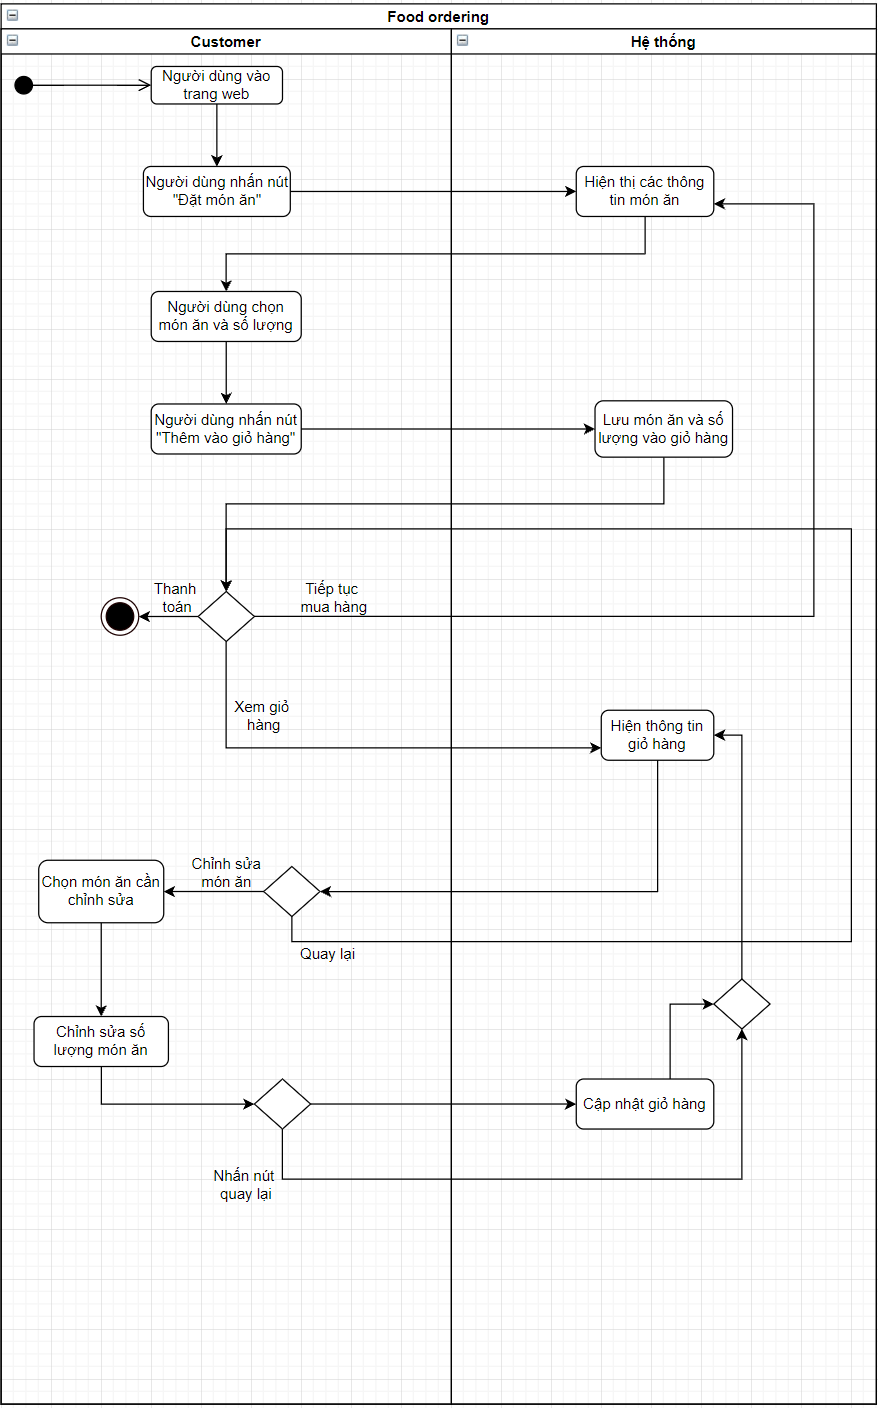 Food ordering
Customer
Hệ thống
Người dùng vào
trang web
Người dùng nhấn nút
"Đặt món ăn"
Hiện thị các thông
tin món ăn
Người dùng chọn
món ăn và số lượng
Người dùng nhấn nút
"Thêm vào giỏ hàng"
Lưu món ăn và số
lượng vào giỏ hàng
Thanh
toán
Tiếp tục
mua hàng
Xem giỏ
hàng
Hiện thông tin
giỏ hàng
Chỉnh sửa
món ăn
Chọn món ăn cần
chỉnh sửa
Quay lại
Chỉnh sửa số
lượng món ăn
Cập nhật giỏ hàng
Nhấn nút
quay lại